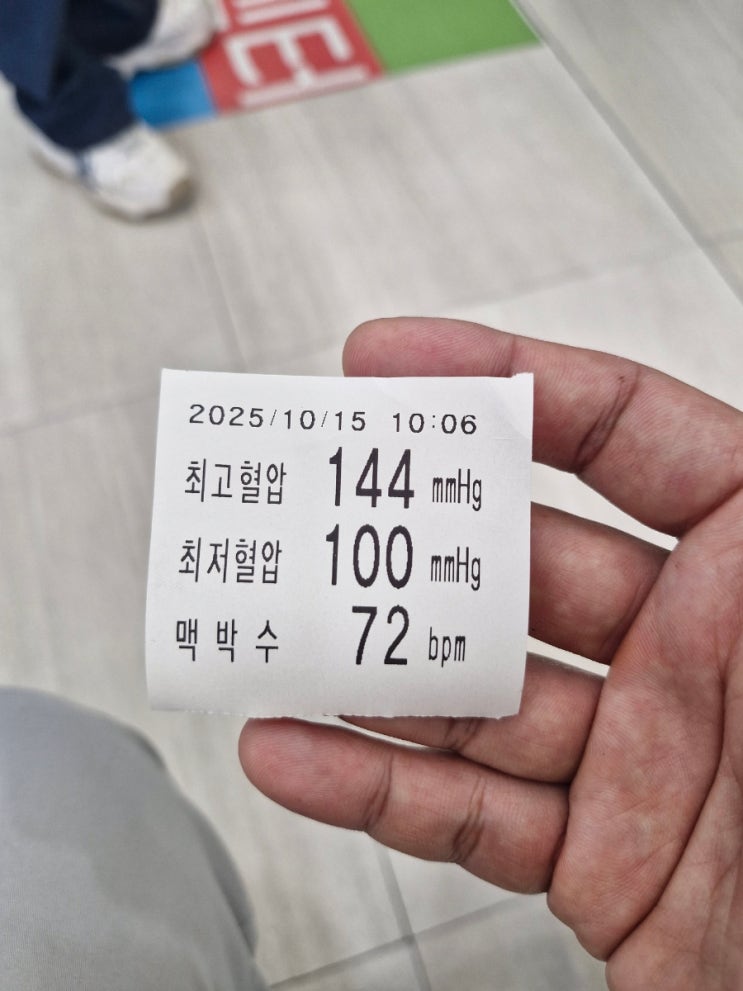 2025/10/15 10:06
최고혈압 144 mmHg
최저혈압 100 mmHg
맥박수 72 bpm